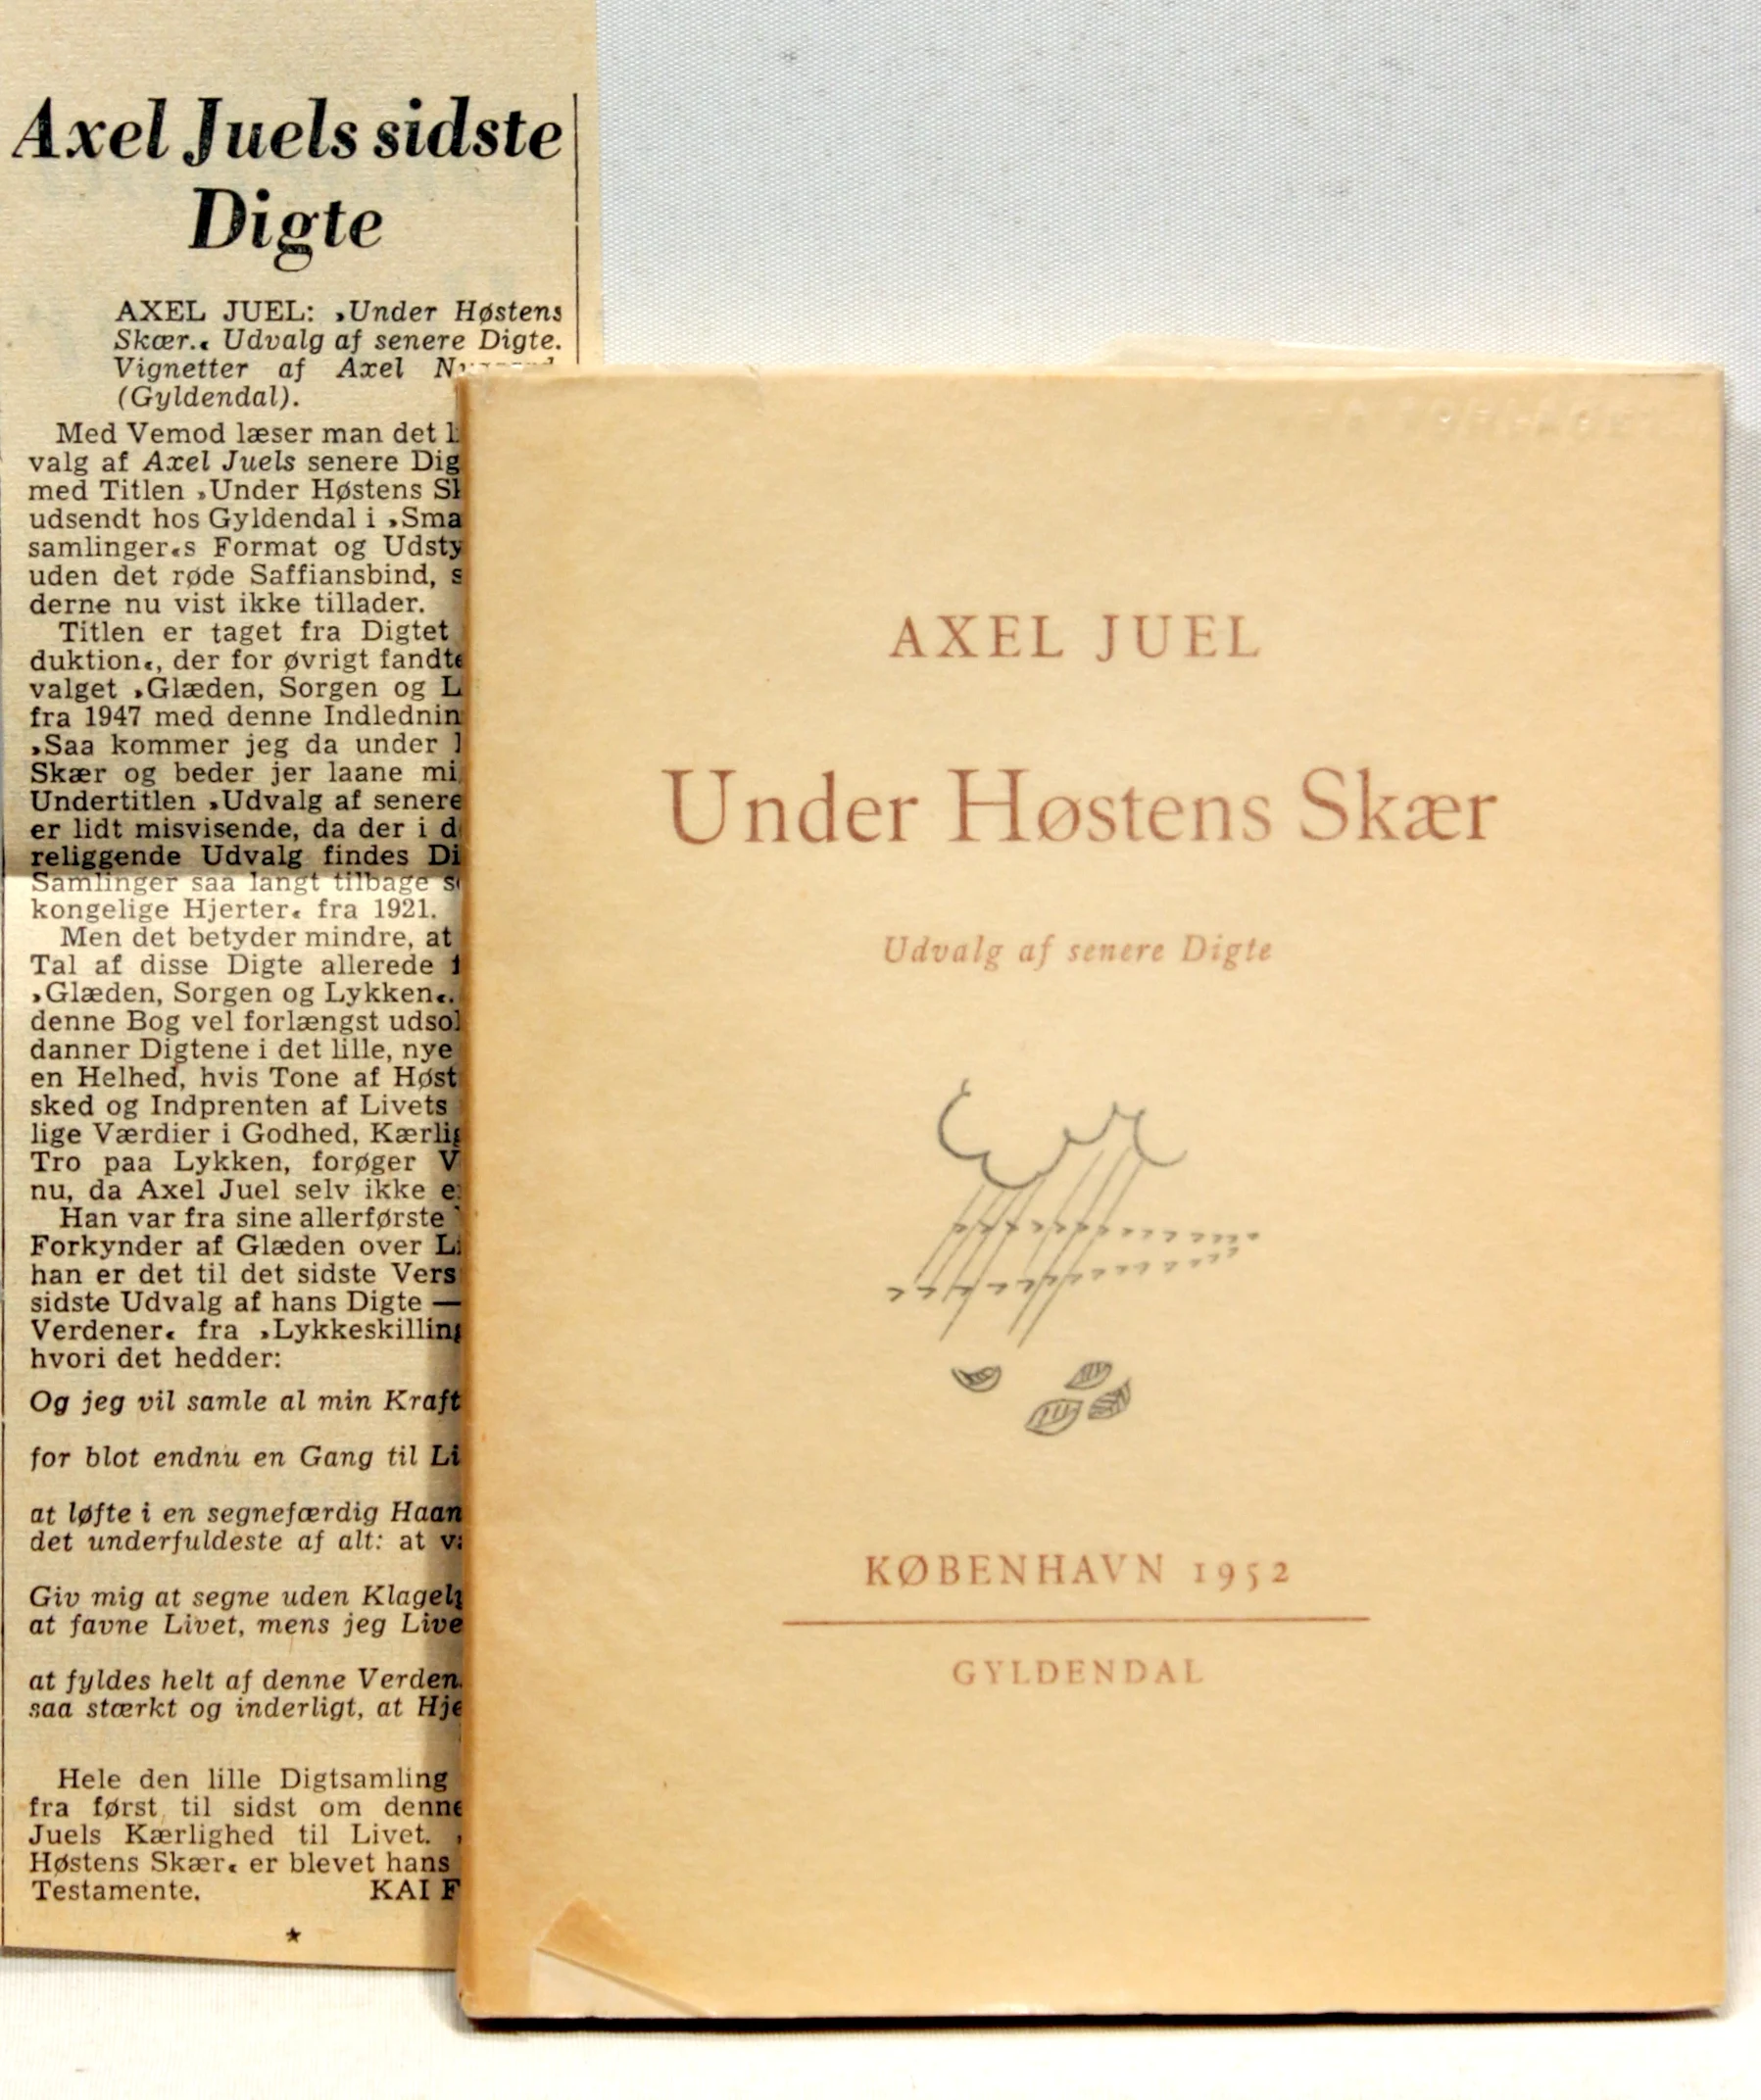 Axel Juels sidste
Digte
AXEL JUEL: ›Under Høstens
Skær.‹ Udvalg af senere Digte.
Vignetter af Axel
(Gyldendal).
Med Vemod læser man det
valg af Axel Juels senere
med Titlen ›Under Høstens
udsendt hos Gyldendal i
samlinger‹s Format og
uden det røde Saffiansbind,
derne nu vist ikke tillader.
Titlen er taget fra Digtet
duktion‹, der for øvrigt
valget ›Glæden, Sorgen og
fra 1947 med denne
›Saa kommer jeg da under
Skær og beder jer laane
Undertitlen ›Udvalg af senere
er lidt misvisende, da der i
religgende Udvalg findes
Samlinger saa langt tilbage
kongelige Hjerter‹ fra 1921.
Men det betyder mindre, at
Tal af disse Digte allerede
›Glæden, Sorgen og Lykken‹.
denne Bog vel forlængst
danner Digtene i det lille, nye
en Helhed, hvis Tone af
sked og Indprenten af Livets
lige Værdier i Godhed,
Tro paa Lykken, forøger
nu, da Axel Juel selv ikke
Han var fra sine allerførste
Forkynder af Glæden over
han er det til det sidste Vers
sidste Udvalg af hans Digte —
Verdener‹ fra
hvori det hedder:
Og jeg vil samle al min Kraft
for blot endnu en Gang til
at løfte i en segnefærdig
det underfuldeste af alt: at
Giv mig at segne uden
at favne Livet, mens jeg
at fyldes helt af denne Verden
saa stærkt og inderligt, at
Hele den lille Digtsamling
fra først til sidst om
Juels Kærlighed til Livet.
Høstens Skær‹ er blevet hans
Testamente. KAI
AXEL JUEL
Under Høstens Skær
Udvalg af senere Digte
KØBENHAVN 1952
GYLDENDAL